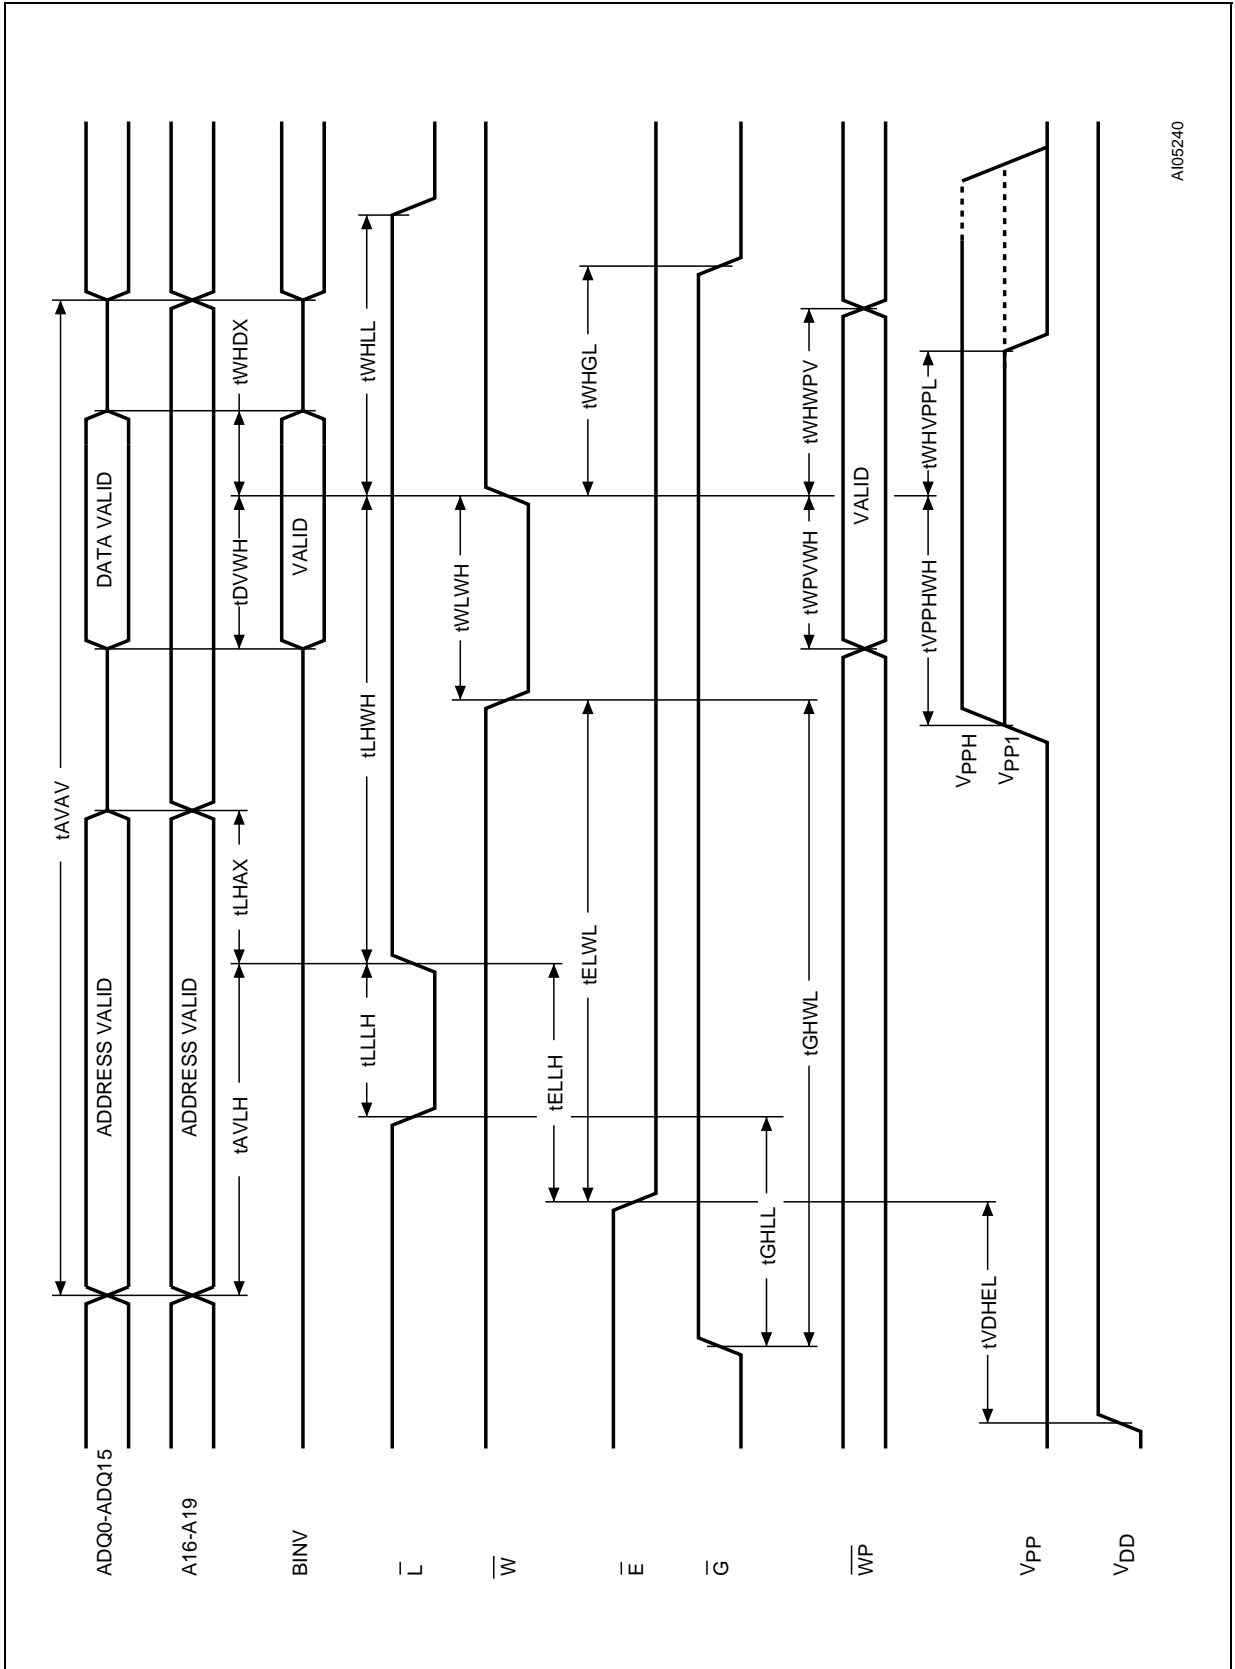 ADQ0-ADQ15
ADDRESS VALID
DATA VALID
tAVAV
A16-A19
ADDRESS VALID
tAVLH
tLHAX
tDVWH
tWHDX
BINV
VALID
L
tLLLH
tLHWH
tWHLL
W
tWLWH
tELLH
E
tELWL
tWHGL
G
tGHLL
tGHWL
tWPVWH
tWHWPV
WP
VALID
tVPPHWH
tWHVPPL
VPPH
VPP1
VPP
tVDHEL
VDD
AI05240